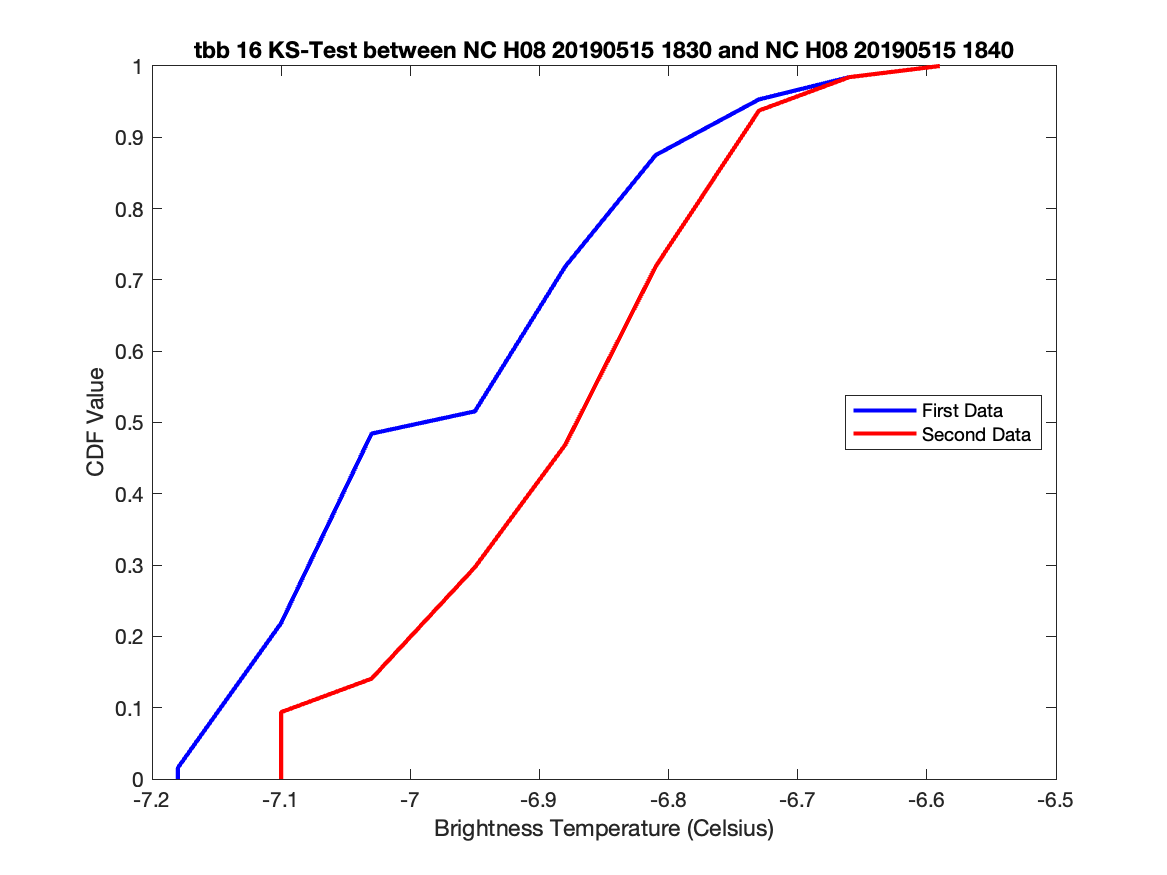 tbb 16 KS-Test between NC H08 20190515 1830 and NC H08 20190515 1840
1
0.9
0.8
0.7
0.6
0.5
0.4
0.3
0.2
0.1
0
CDF Value
First Data
Second Data
-7.2 -7.1 -7 -6.9 -6.8 -6.7 -6.6 -6.5
Brightness Temperature (Celsius)